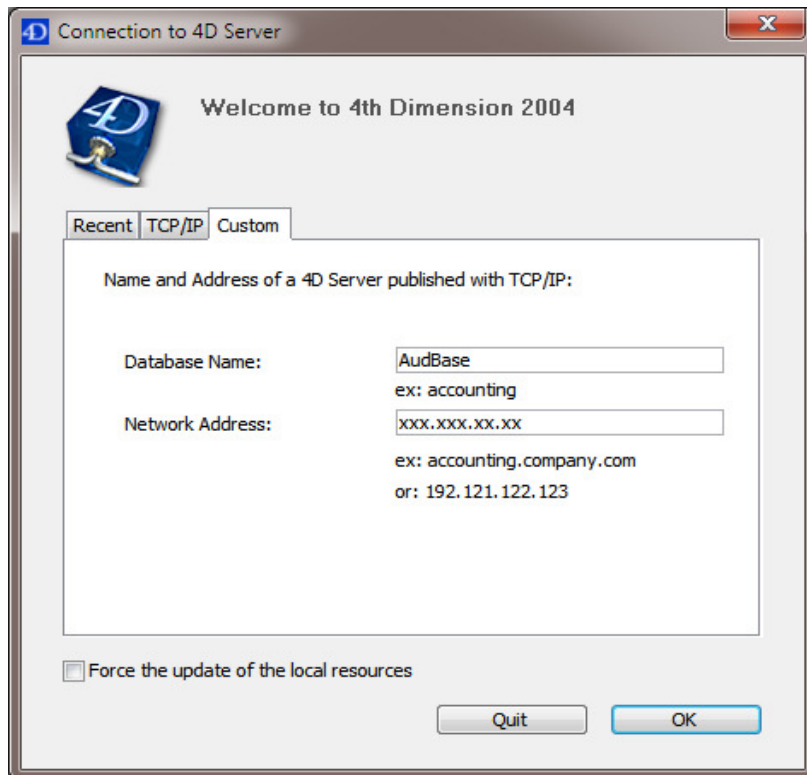 4D Connection to 4D Server
4D
Welcome to 4th Dimension 2004
Recent TCP/IP Custom
Name and Address of a 4D Server published with TCP/IP:
Database Name: AudBase
ex: accounting
Network Address: xxx.xxx.xx.xx
ex: accounting.company.com
or: 192.121.122.123
Force the update of the local resources
Quit OK